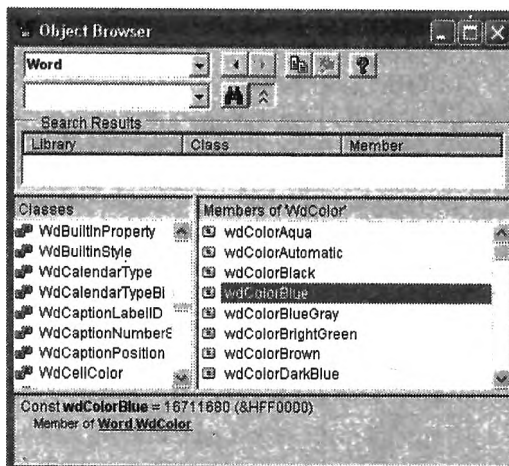 Object Browser
Word
Search Results
Library Class Member
Classes
WdBuiltInProperty
WdBuiltinStyle
WdCalendarType
WdCalendarTypeBi
WdCaptionLabelID
WdCaptionNumberS
WdCaptionPosition
WdCellColor
Members of 'WdColor'
wdColorAqua
wdColorAutomatic
wdColorBlack
wdColorBlue
wdColorBlueGray
wdColorBrightGreen
wdColorBrown
wdColorDarkBlue
Const wdColorBlue = 16711680 (&HFF0000)
Member of Word.WdColor